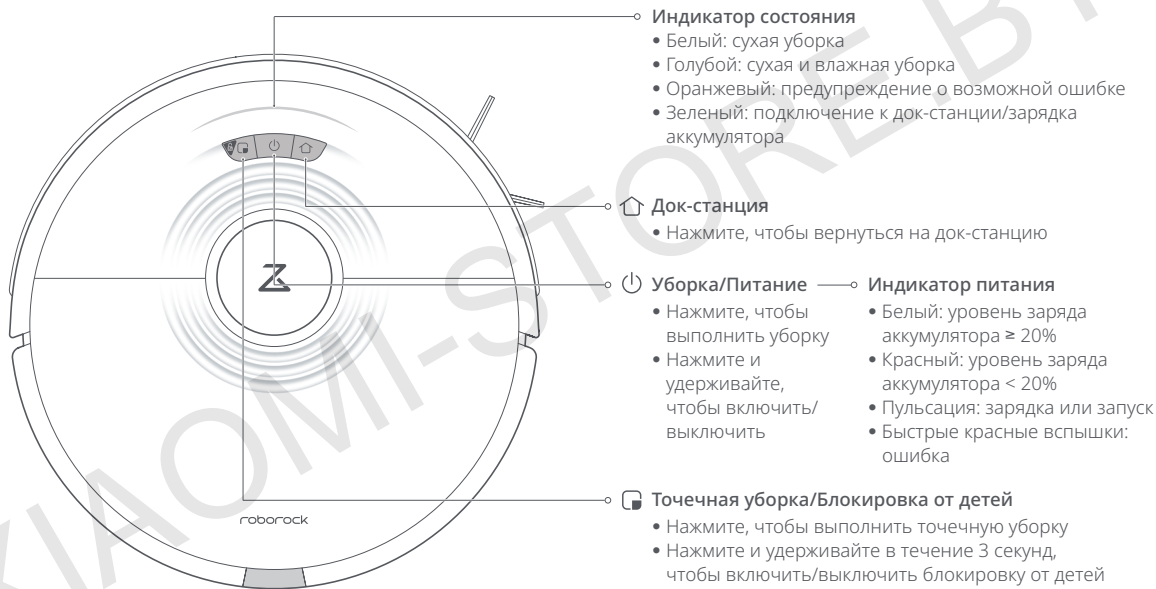 Индикатор состояния
• Белый: сухая уборка
• Голубой: сухая и влажная уборка
• Оранжевый: предупреждение о возможной ошибке
• Зеленый: подключение к док-станции/зарядка
аккумулятора
Док-станция
• Нажмите, чтобы вернуться на док-станцию
Уборка/Питание
• Нажмите, чтобы
выполнить уборку
• Нажмите и
удерживайте,
чтобы включить/
выключить
Индикатор питания
• Белый: уровень заряда
аккумулятора ≥ 20%
• Красный: уровень заряда
аккумулятора < 20%
• Пульсация: зарядка или запуск
• Быстрые красные вспышки:
ошибка
Точечная уборка/Блокировка от детей
• Нажмите, чтобы выполнить точечную уборку
• Нажмите и удерживайте в течение 3 секунд,
чтобы включить/выключить блокировку от детей
roborock
XIAOMI-STORE.BY